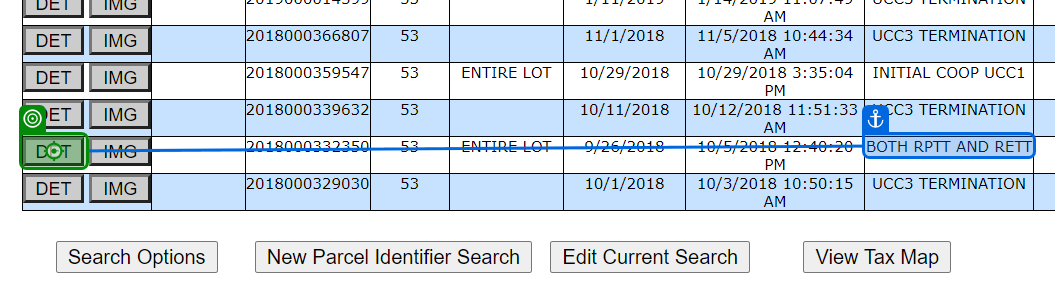 DET IMG 2019000014399 53 1/11/2019 1/14/2019 11:07:49
AM
DET IMG 2018000366807 53 11/1/2018 11/5/2018 10:44:34 UCC3 TERMINATION
AM
DET IMG 2018000359547 53 ENTIRE LOT 10/29/2018 10/29/2018 3:35:04 INITIAL COOP UCC1
PM
DET IMG 2018000339632 53 10/11/2018 10/12/2018 11:51:33 UCC3 TERMINATION
AM
DET IMG 2018000332350 53 ENTIRE LOT 9/26/2018 10/5/2018 12:40:20 BOTH RPTT AND RETT
PM
DET IMG 2018000329030 53 10/1/2018 10/3/2018 10:50:15 UCC3 TERMINATION
AM
Search Options New Parcel Identifier Search Edit Current Search View Tax Map